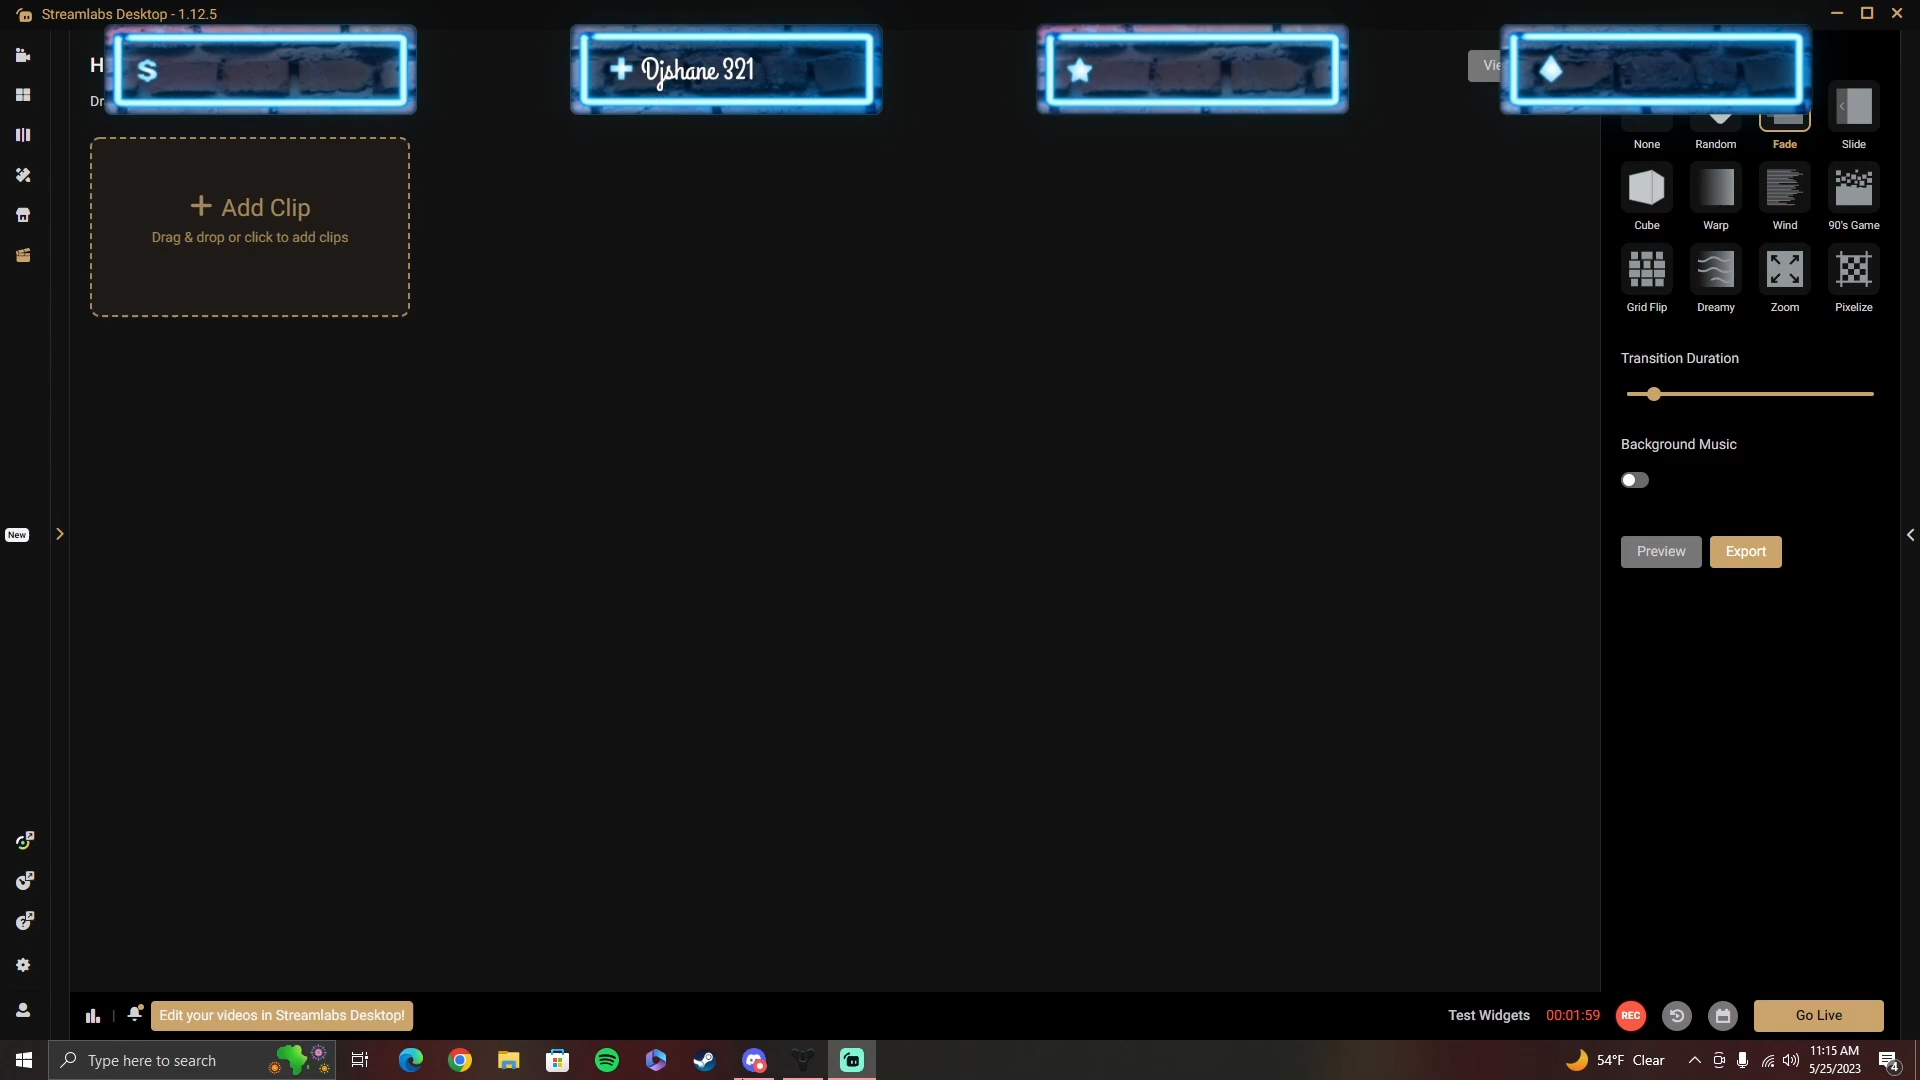 Streamlabs Desktop - 1.12.5
H
$
Djshane 321
Vie
Dr
None
Random
Fade
Slide
+ Add Clip
Drag & drop or click to add clips
Cube
Warp
Wind
90's Game
Grid Flip
Dreamy
Zoom
Pixelize
Transition Duration
Background Music
New
Preview
Export
Edit your videos in Streamlabs Desktop!
Test Widgets
00:01:59
REC
Go Live
Type here to search
54°F Clear
11:15 AM
5/25/2023
4